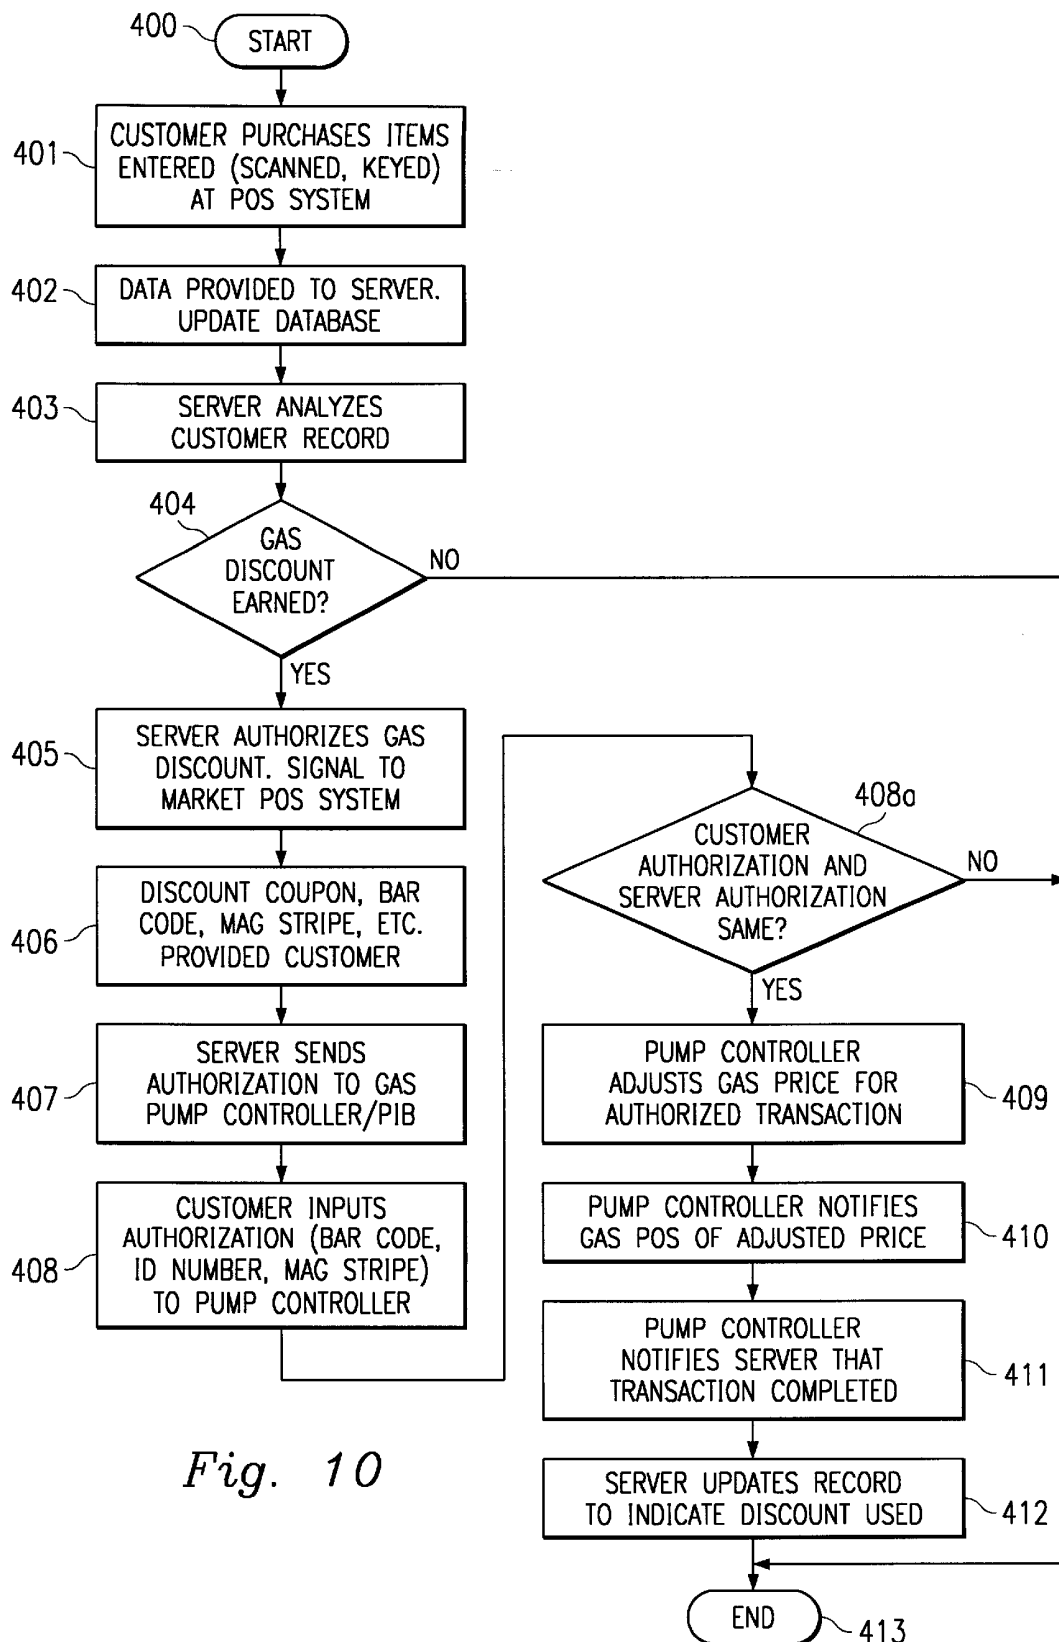 400
START
401
CUSTOMER PURCHASES ITEMS
ENTERED (SCANNED, KEYED)
AT POS SYSTEM
402
DATA PROVIDED TO SERVER.
UPDATE DATABASE
403
SERVER ANALYZES
CUSTOMER RECORD
404
GAS
DISCOUNT
EARNED?
NO
YES
405
SERVER AUTHORIZES GAS
DISCOUNT. SIGNAL TO
MARKET POS SYSTEM
406
DISCOUNT COUPON, BAR
CODE, MAG STRIPE, ETC.
PROVIDED CUSTOMER
407
SERVER SENDS
AUTHORIZATION TO GAS
PUMP CONTROLLER/PIB
408
CUSTOMER INPUTS
AUTHORIZATION (BAR CODE,
ID NUMBER, MAG STRIPE)
TO PUMP CONTROLLER
408a
CUSTOMER
AUTHORIZATION AND
SERVER AUTHORIZATION
SAME?
NO
YES
PUMP CONTROLLER
ADJUSTS GAS PRICE FOR
AUTHORIZED TRANSACTION
409
PUMP CONTROLLER NOTIFIES
GAS POS OF ADJUSTED PRICE
410
PUMP CONTROLLER
NOTIFIES SERVER THAT
TRANSACTION COMPLETED
411
SERVER UPDATES RECORD
TO INDICATE DISCOUNT USED
412
END
413
Fig. 10